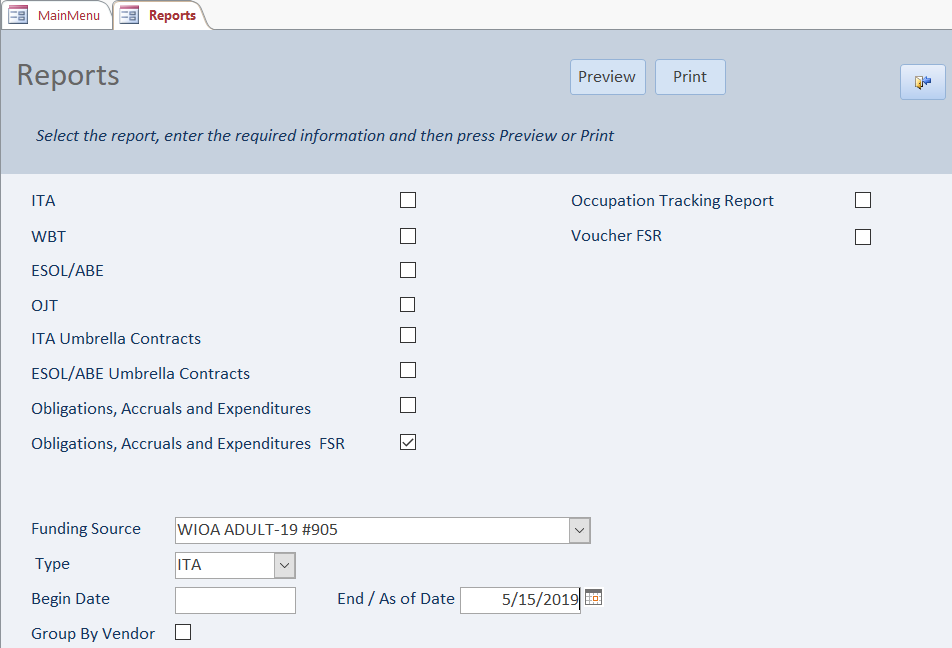 MainMenu
Reports
Reports
Preview
Print
Select the report, enter the required information and then press Preview or Print
ITA
Occupation Tracking Report
WBT
Voucher FSR
ESOL/ABE
OJT
ITA Umbrella Contracts
ESOL/ABE Umbrella Contracts
Obligations, Accruals and Expenditures
Obligations, Accruals and Expenditures  FSR
Funding Source
WIOA ADULT-19 #905
Type
ITA
Begin Date
End / As of Date
5/15/2019
Group By Vendor